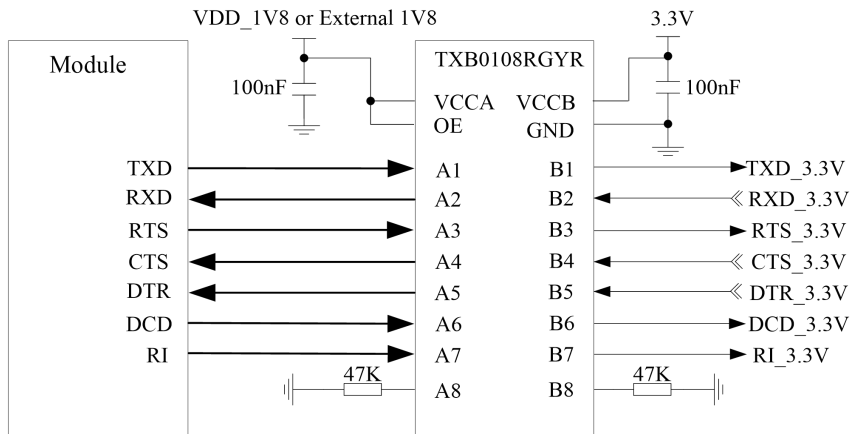 VDD_1V8 or External 1V8
3.3V
Module
TXB0108RGYR
100nF
100nF
VCCA VCCB
OE GND
TXD A1 B1 TXD_3.3V
RXD A2 B2 RXD_3.3V
RTS A3 B3 RTS_3.3V
CTS A4 B4 CTS_3.3V
DTR A5 B5 DTR_3.3V
DCD A6 B6 DCD_3.3V
RI A7 B7 RI_3.3V
47K 47K
A8 B8